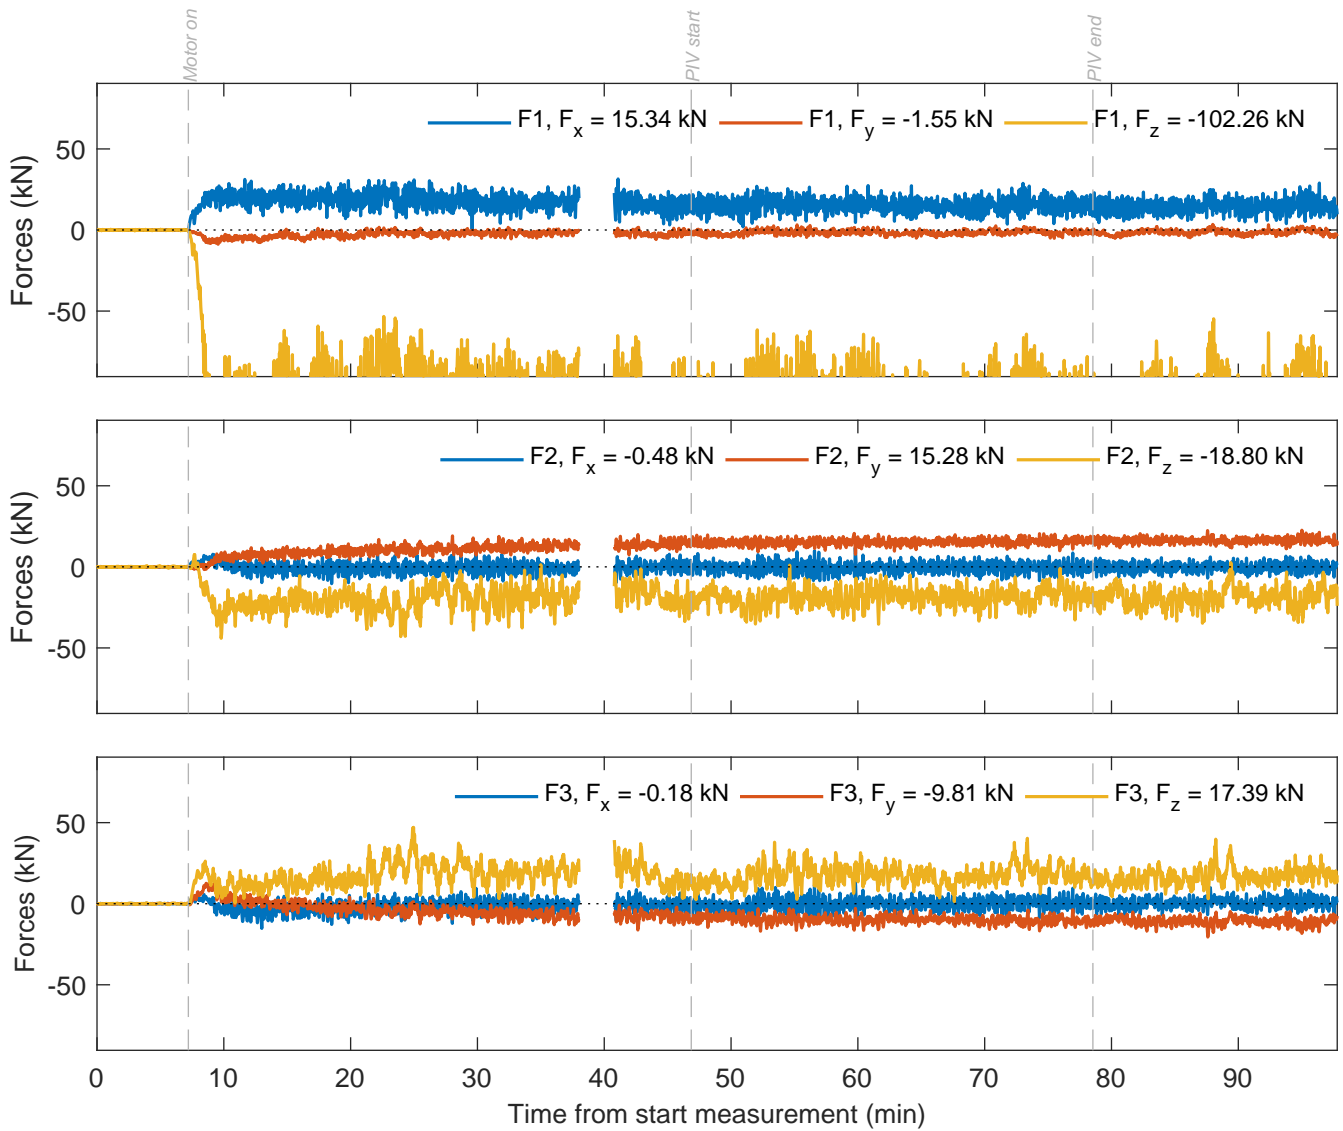 Motor on
PIV start
PIV end
F1, Fx = 15.34 kN
F1, Fy = -1.55 kN
F1, Fz = -102.26 kN
Forces (kN)
50
0
-50
F2, Fx = -0.48 kN
F2, Fy = 15.28 kN
F2, Fz = -18.80 kN
Forces (kN)
50
0
-50
F3, Fx = -0.18 kN
F3, Fy = -9.81 kN
F3, Fz = 17.39 kN
Forces (kN)
50
0
-50
0 10 20 30 40 50 60 70 80 90
Time from start measurement (min)